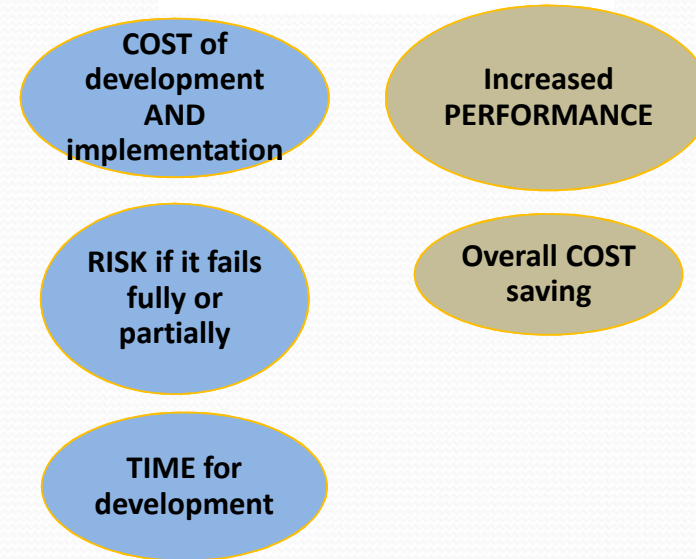 COST of
development
AND
implementation
Increased
PERFORMANCE
RISK if it fails
fully or
partially
Overall COST
saving
TIME for
development